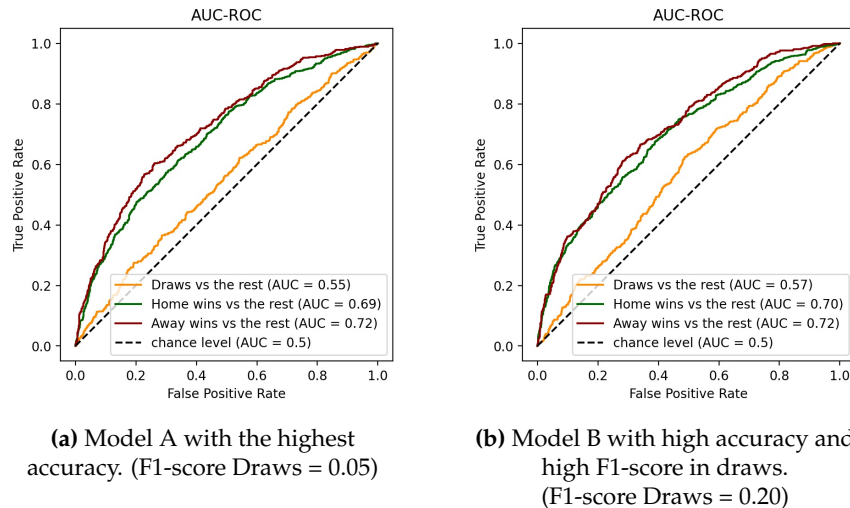 AUC-ROC
True Positive Rate
1.0
0.8
0.6
0.4
0.2
0.0
Draws vs the rest (AUC = 0.55)
Home wins vs the rest (AUC = 0.69)
Away wins vs the rest (AUC = 0.72)
chance level (AUC = 0.5)
0.0 0.2 0.4 0.6 0.8 1.0
False Positive Rate
(a) Model A with the highest
accuracy. (F1-score Draws = 0.05)
AUC-ROC
True Positive Rate
1.0
0.8
0.6
0.4
0.2
0.0
Draws vs the rest (AUC = 0.57)
Home wins vs the rest (AUC = 0.70)
Away wins vs the rest (AUC = 0.72)
chance level (AUC = 0.5)
0.0 0.2 0.4 0.6 0.8 1.0
False Positive Rate
(b) Model B with high accuracy and
high F1-score in draws.
(F1-score Draws = 0.20)